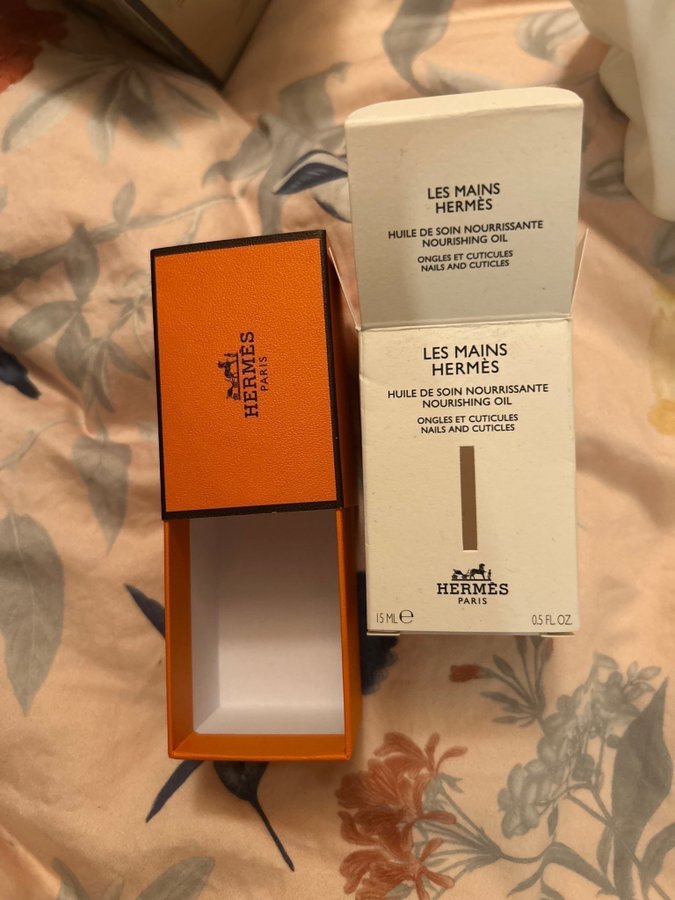 HERMÈS
PARIS
LES MAINS
HERMÈS
HUILE DE SOIN NOURRISSANTE
NOURISHING OIL
ONGLES ET CUTICULES
NAILS AND CUTICLES
LES MAINS
HERMÈS
HUILE DE SOIN NOURRISSANTE
NOURISHING OIL
ONGLES ET CUTICULES
NAILS AND CUTICLES
HERMÈS
PARIS
15 ML ℮
0.5 FL. OZ.